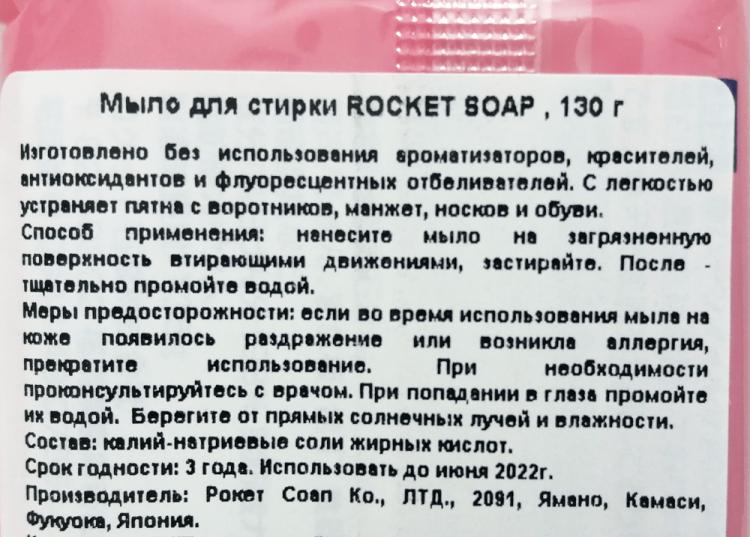 Мыло для стирки ROCKET SOAP , 130 г
Изготовлено без использования ароматизаторов, красителей,
антиоксидантов и флуоресцентных отбеливателей. С легкостью
устраняет пятна с воротников, манжет, носков и обуви.
Способ применения: нанесите мыло на загрязненную
поверхность втирающими движениями, застирайте. После -
тщательно промойте водой.
Меры предосторожности: если во время использования мыла на
коже появилось раздражение или возникла аллергия,
прекратите использование. При необходимости
проконсультируйтесь с врачом. При попадании в глаза промойте
их водой. Берегите от прямых солнечных лучей и влажности.
Состав: калий-натриевые соли жирных кислот.
Срок годности: 3 года. Использовать до июня 2022г.
Производитель: Рокет Соап Ко., ЛТД., 2091, Ямано, Камаси,
Фукуока, Япония.